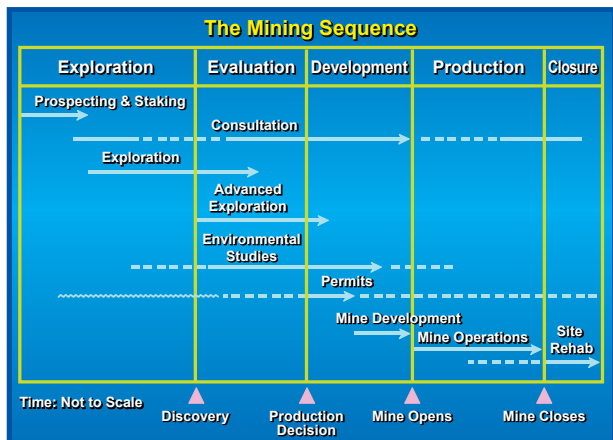 The Mining Sequence
Exploration Evaluation Development Production Closure
Prospecting & Staking
Consultation
Exploration
Advanced
Exploration
Environmental
Studies
Permits
Mine Development
Mine Operations
Site
Rehab
Time: Not to Scale
Discovery
Production
Decision
Mine Opens
Mine Closes